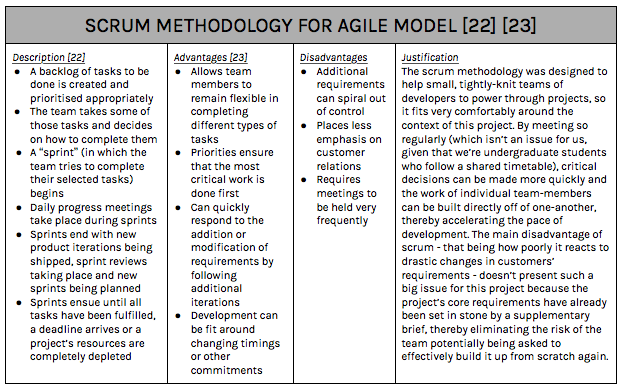 SCRUM METHODOLOGY FOR AGILE MODEL [22] [23]
Description [22]
● A backlog of tasks to be
done is created and
prioritised appropriately
● The team takes some of
those tasks and decides
on how to complete them
● A “sprint” (in which the
team tries to complete
their selected tasks)
begins
● Daily progress meetings
take place during sprints
● Sprints end with new
product iterations being
shipped, sprint reviews
taking place and new
sprints being planned
● Sprints ensue until all
tasks have been fulfilled,
a deadline arrives or a
project’s resources are
completely depleted
Advantages [23]
● Allows team
members to
remain flexible in
completing
different types of
tasks
● Priorities ensure
that the most
critical work is
done first
● Can quickly
respond to the
addition or
modification of
requirements by
following
additional
iterations
● Development can
be fit around
changing timings
or other
commitments
Disadvantages
● Additional
requirements
can spiral out
of control
● Places less
emphasis on
customer
relations
● Requires
meetings to
be held very
frequently
Justification
The scrum methodology was designed to
help small, tightly-knit teams of
developers to power through projects, so
it fits very comfortably around the
context of this project. By meeting so
regularly (which isn’t an issue for us,
given that we’re undergraduate students
who follow a shared timetable), critical
decisions can be made more quickly and
the work of individual team-members
can be built directly off of one-another,
thereby accelerating the pace of
development. The main disadvantage of
scrum - that being how poorly it reacts to
drastic changes in customers’
requirements - doesn’t present such a
big issue for this project because the
project’s core requirements have already
been set in stone by a supplementary
brief, thereby eliminating the risk of the
team potentially being asked to
effectively build it up from scratch again.